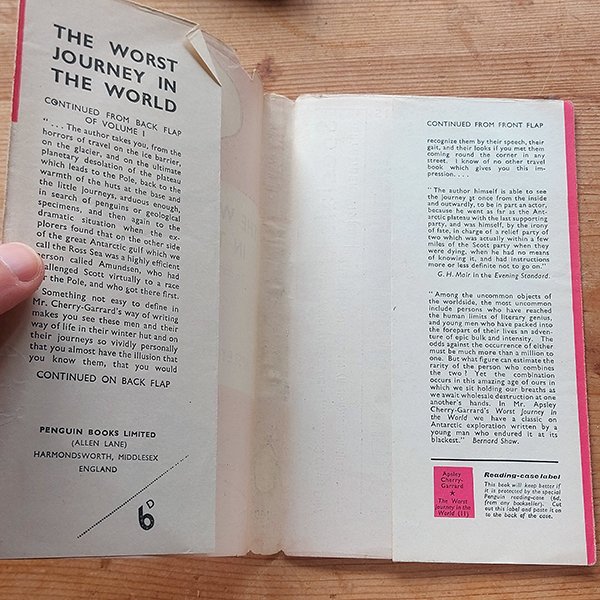 THE WORST
JOURNEY IN
THE WORLD
CONTINUED FROM BACK FLAP
OF VOLUME I
". . . The author takes you, from the
horrors of travel on the ice barrier,
on the glacier, and on the ultimate
planetary desolation of the plateau
which leads to the Pole, back to the
warmth of the huts at the base and
the little journeys, arduous enough,
in search of penguins or geological
specimens, and then again to the
dramatic situation when the ex-
plorers found that on the other side
of the great Antarctic gulf which we
call the Ross Sea was a highly efficient
person called Amundsen, who had
challenged Scott virtually to a race
for the Pole, and who got there first.
Something not easy to define in
Mr. Cherry-Garrard's way of writing
makes you see these men and their
way of life in their winter hut and on
their journeys so vividly personally
that you almost have the illusion that
you know them, that you would
CONTINUED ON BACK FLAP
PENGUIN BOOKS LIMITED
(ALLEN LANE)
HARMONDSWORTH, MIDDLESEX
ENGLAND
6D
CONTINUED FROM FRONT FLAP
recognize them by their speech, their
gait, and their books if you met them
coming round the corner in any
street. I know of no other travel
book which gives you this im-
pression. . . .
"The author himself is able to see
the journey at once from the inside
and outwardly, to be in part an actor,
because he went as far as the Ant-
arctic plateau with the last supporting
party, and was himself, by the irony
of fate, in charge of a relief party of
two which was actually within a few
miles of the Scott party when they
were dying, when he had no means
of knowing it, and had instructions
more or less definite not to go on."
G. H. Mair in the Evening Standard.
"Among the uncommon objects of
the worldside, the most uncommon
include persons who have reached
the human limits of literary genius,
and young men who have packed into
the forepart of their lives an adven-
ture of epic bulk and intensity. The
odds against the occurrence of either
must be much more than a million to
one. But what figure can estimate the
rarity of the person who combines
the two? Yet the combination
occurs in this amazing age of ours in
which we sit holding our breaths as
we await wholesale destruction at one
another's hands. In Mr. Apsley
Cherry-Garrard's Worst Journey in
the World we have a classic on
Antarctic exploration written by a
young man who endured it at its
blackest." Bernard Shaw.
Apsley
Cherry-
Garrard
★
The Worst
Journey in the
World (II)
Reading-case label
This book will keep better if
it is protected by the special
Penguin reading-case (6d.
from any bookseller). Cut
out this label and paste it on
to the back of the case.